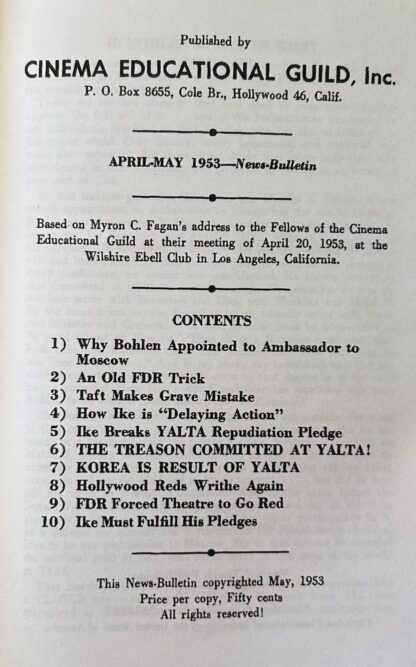 Published by
CINEMA EDUCATIONAL GUILD, Inc.
P. O. Box 8655, Cole Br., Hollywood 46, Calif.
APRIL-MAY 1953—News-Bulletin
Based on Myron C. Fagan's address to the Fellows of the Cinema
Educational Guild at their meeting of April 20, 1953, at the
Wilshire Ebell Club in Los Angeles, California.
CONTENTS
1) Why Bohlen Appointed to Ambassador to
Moscow
2) An Old FDR Trick
3) Taft Makes Grave Mistake
4) How Ike is "Delaying Action"
5) Ike Breaks YALTA Repudiation Pledge
6) THE TREASON COMMITTED AT YALTA!
7) KOREA IS RESULT OF YALTA
8) Hollywood Reds Writhe Again
9) FDR Forced Theatre to Go Red
10) Ike Must Fulfill His Pledges
This News-Bulletin copyrighted May, 1953
Price per copy, Fifty cents
All rights reserved!